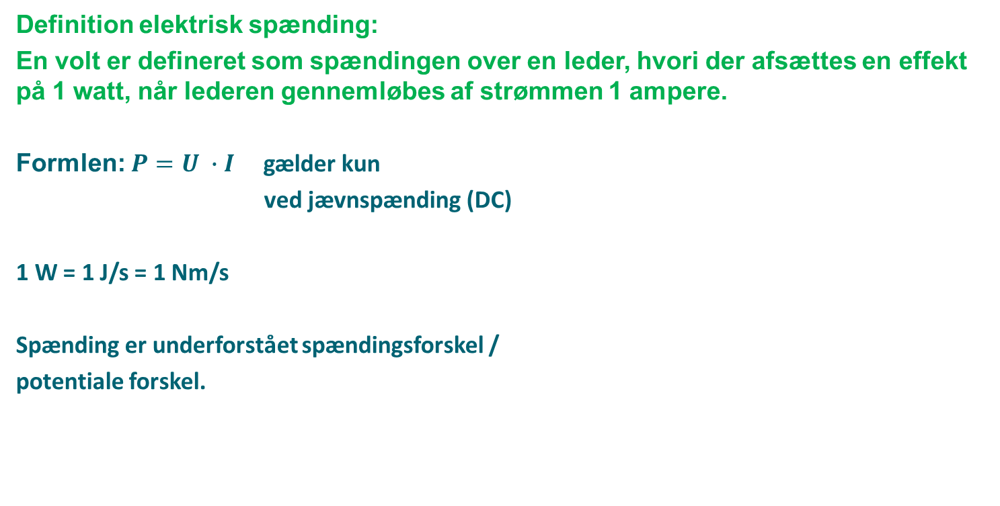 Definition elektrisk spænding:
En volt er defineret som spændingen over en leder, hvori der afsættes en effekt
på 1 watt, når lederen gennemløbes af strømmen 1 ampere.
Formlen: P = U · I gælder kun
ved jævnspænding (DC)
1 W = 1 J/s = 1 Nm/s
Spænding er underforstået spændingsforskel /
potentiale forskel.